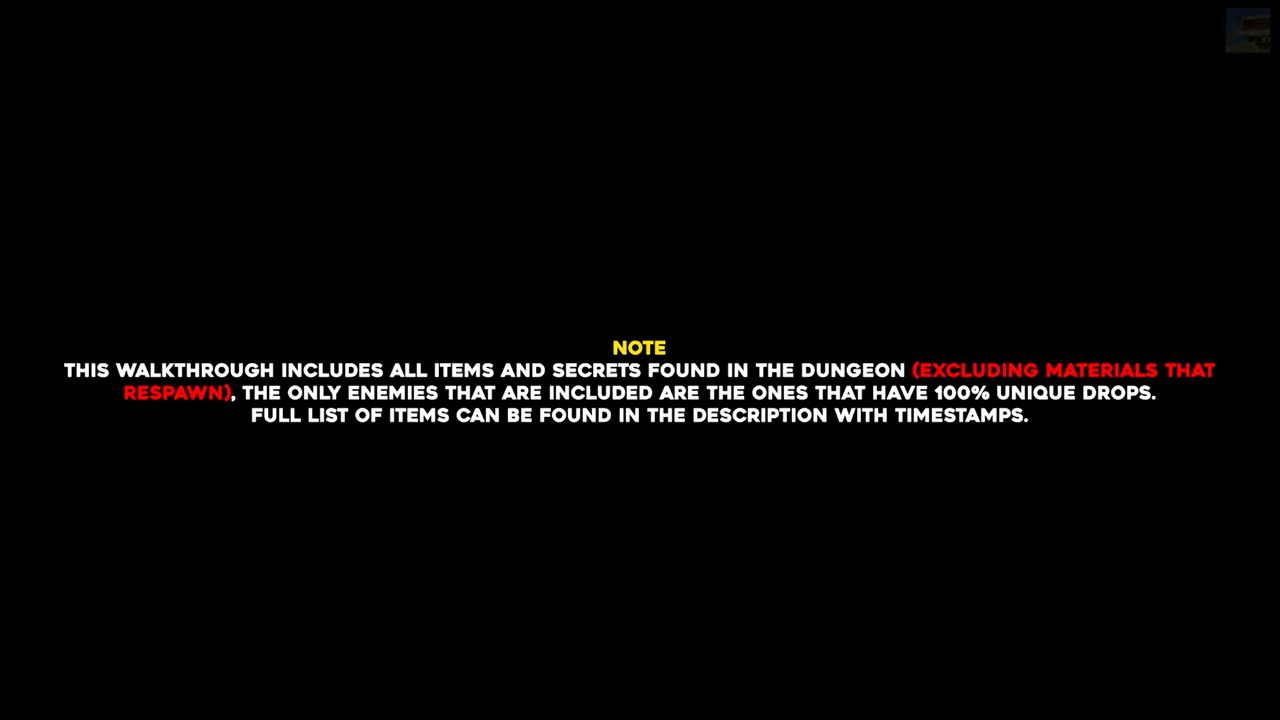 NOTE
THIS WALKTHROUGH INCLUDES ALL ITEMS AND SECRETS FOUND IN THE DUNGEON (EXCLUDING MATERIALS THAT
RESPAWN), THE ONLY ENEMIES THAT ARE INCLUDED ARE THE ONES THAT HAVE 100% UNIQUE DROPS.
FULL LIST OF ITEMS CAN BE FOUND IN THE DESCRIPTION WITH TIMESTAMPS.